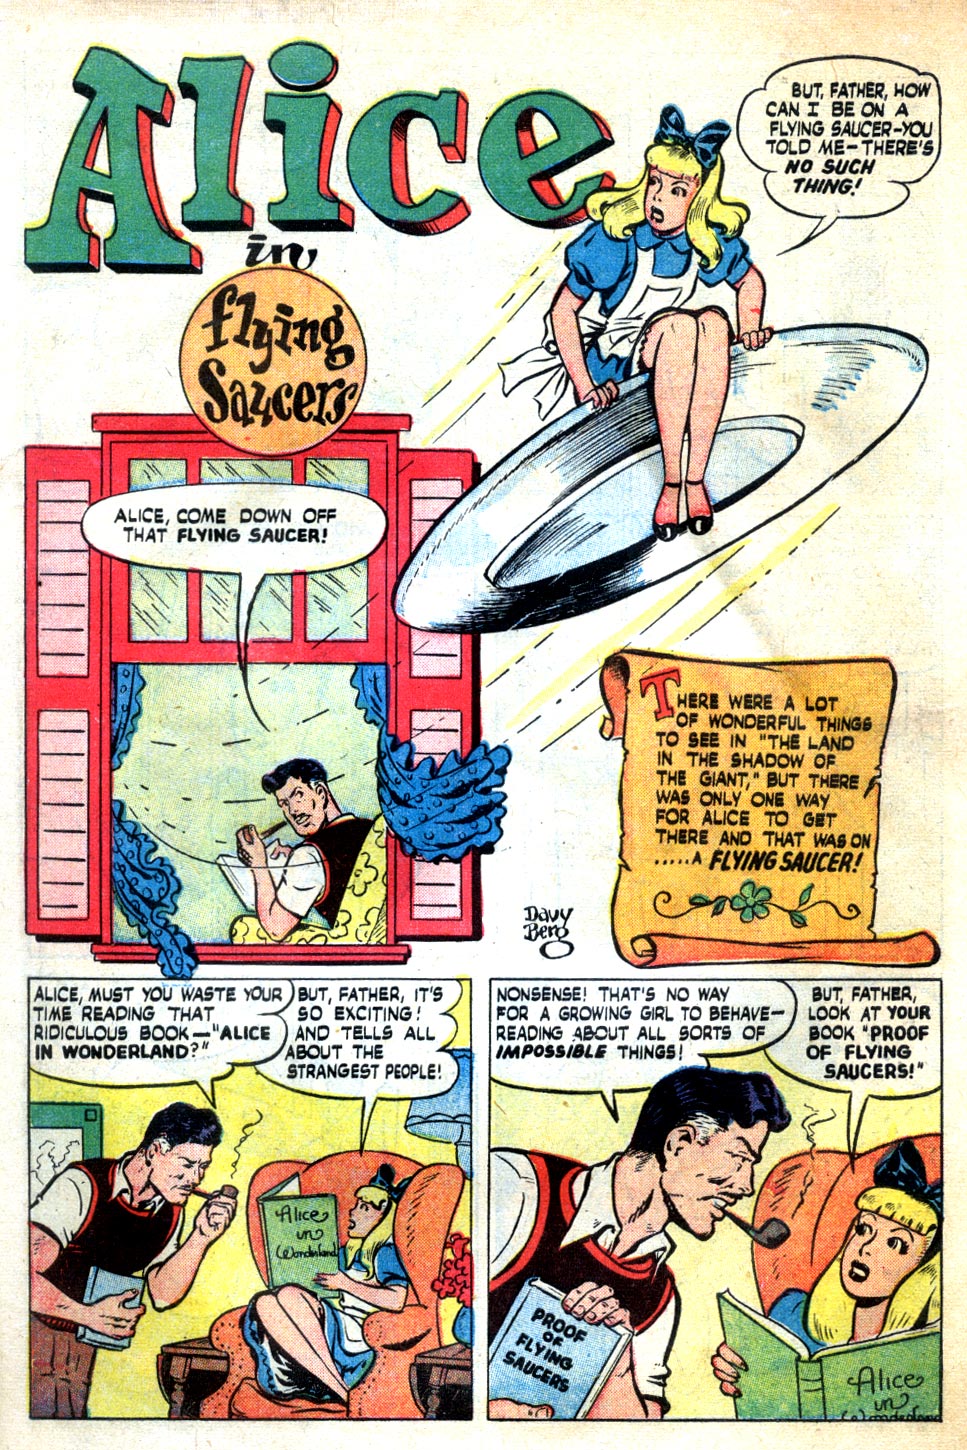 Alice
in
flying
Saucers
BUT, FATHER, HOW
CAN I BE ON A
FLYING SAUCER-YOU
TOLD ME-THERE'S
NO SUCH
THING!
ALICE, COME DOWN OFF
THAT FLYING SAUCER!
THERE WERE A LOT
OF WONDERFUL THINGS
TO SEE IN "THE LAND
IN THE SHADOW OF
THE GIANT," BUT THERE
WAS ONLY ONE WAY
FOR ALICE TO GET
THERE AND THAT WAS ON
.....A FLYING SAUCER!
Davy
Berg
ALICE, MUST YOU WASTE YOUR
TIME READING THAT
RIDICULOUS BOOK-"ALICE
IN WONDERLAND?"
BUT, FATHER, IT'S
SO EXCITING!
AND TELLS ALL
ABOUT THE
STRANGEST PEOPLE!
Alice
in
Wonderland
NONSENSE! THAT'S NO WAY
FOR A GROWING GIRL TO BEHAVE-
READING ABOUT ALL SORTS OF
IMPOSSIBLE THINGS!
BUT, FATHER,
LOOK AT YOUR
BOOK "PROOF
OF FLYING
SAUCERS!"
PROOF
OF
FLYING
SAUCERS
Alice
in
Wonderland